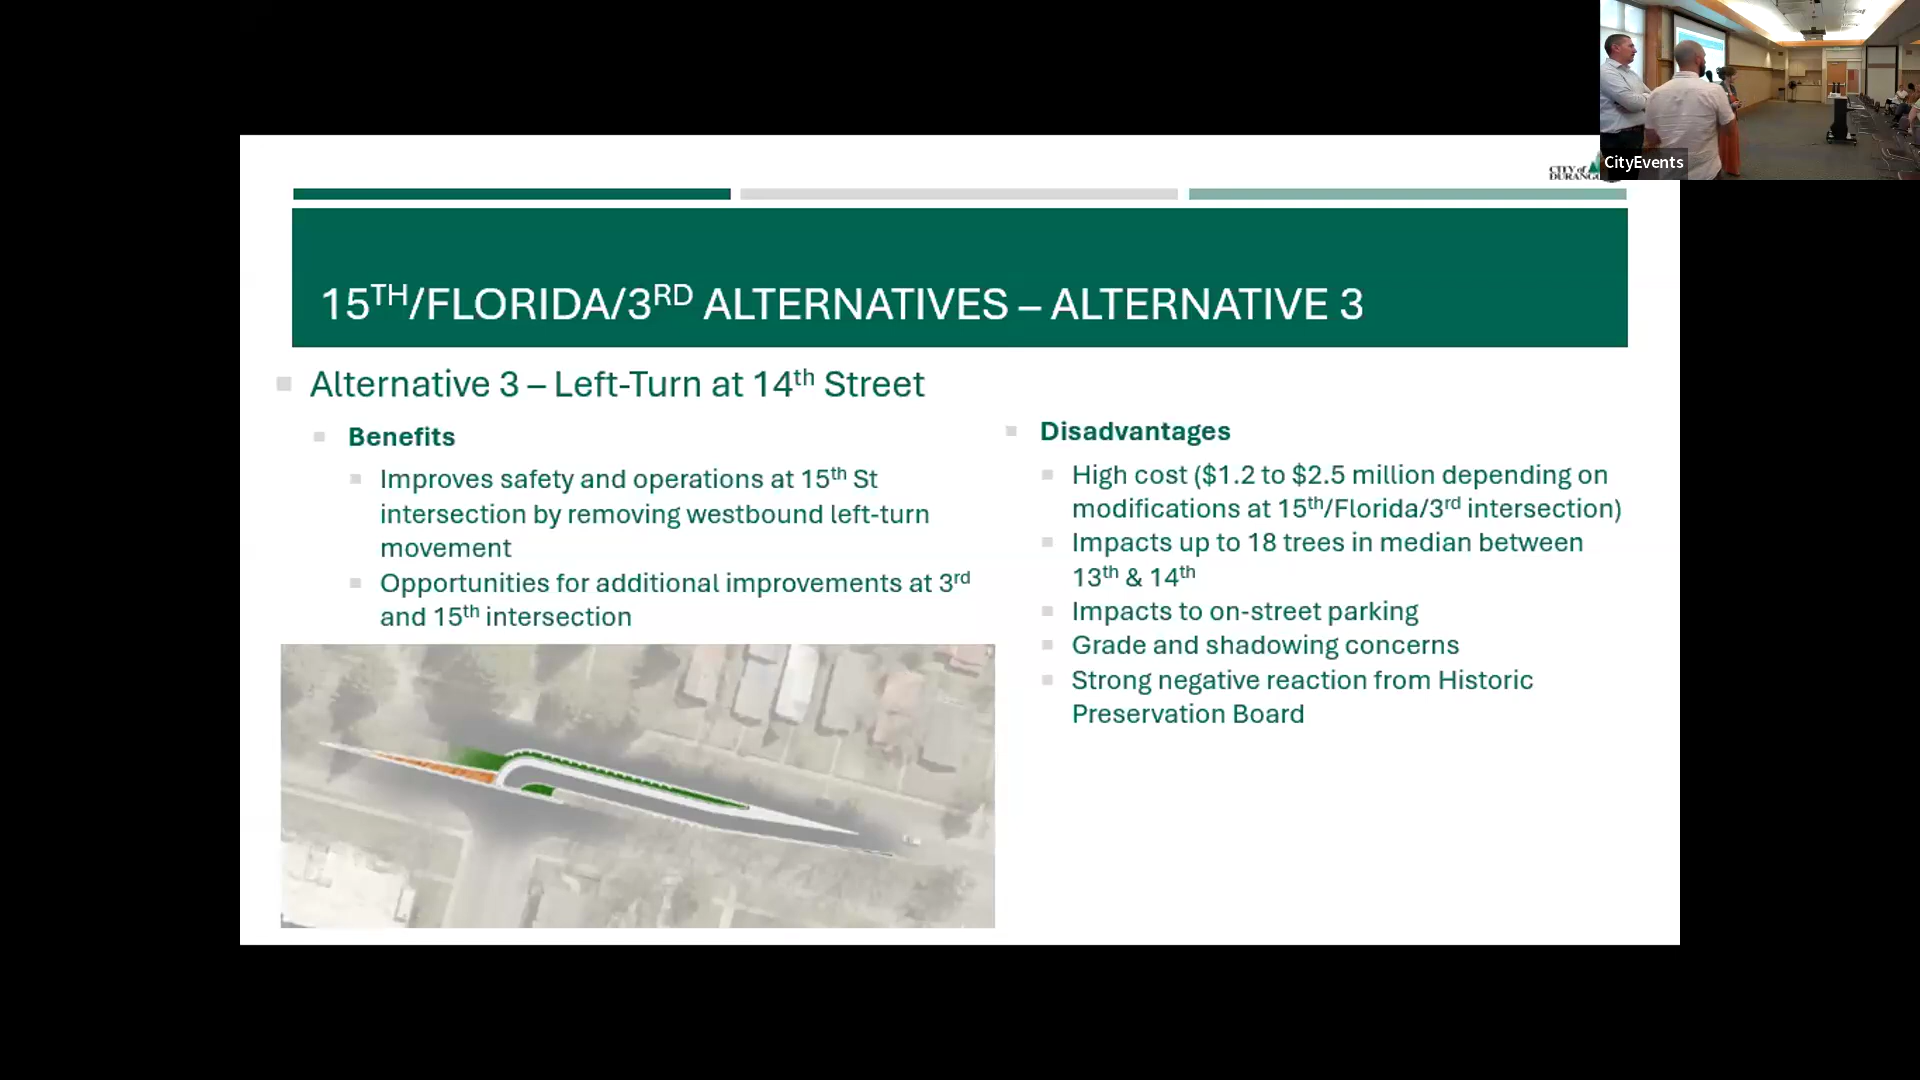 CityEvents
CITY of
DURANGO
15TH/FLORIDA/3RD ALTERNATIVES – ALTERNATIVE 3
Alternative 3 – Left-Turn at 14th Street
Benefits
Improves safety and operations at 15th St
intersection by removing westbound left-turn
movement
Opportunities for additional improvements at 3rd
and 15th intersection
Disadvantages
High cost ($1.2 to $2.5 million depending on
modifications at 15th/Florida/3rd intersection)
Impacts up to 18 trees in median between
13th & 14th
Impacts to on-street parking
Grade and shadowing concerns
Strong negative reaction from Historic
Preservation Board